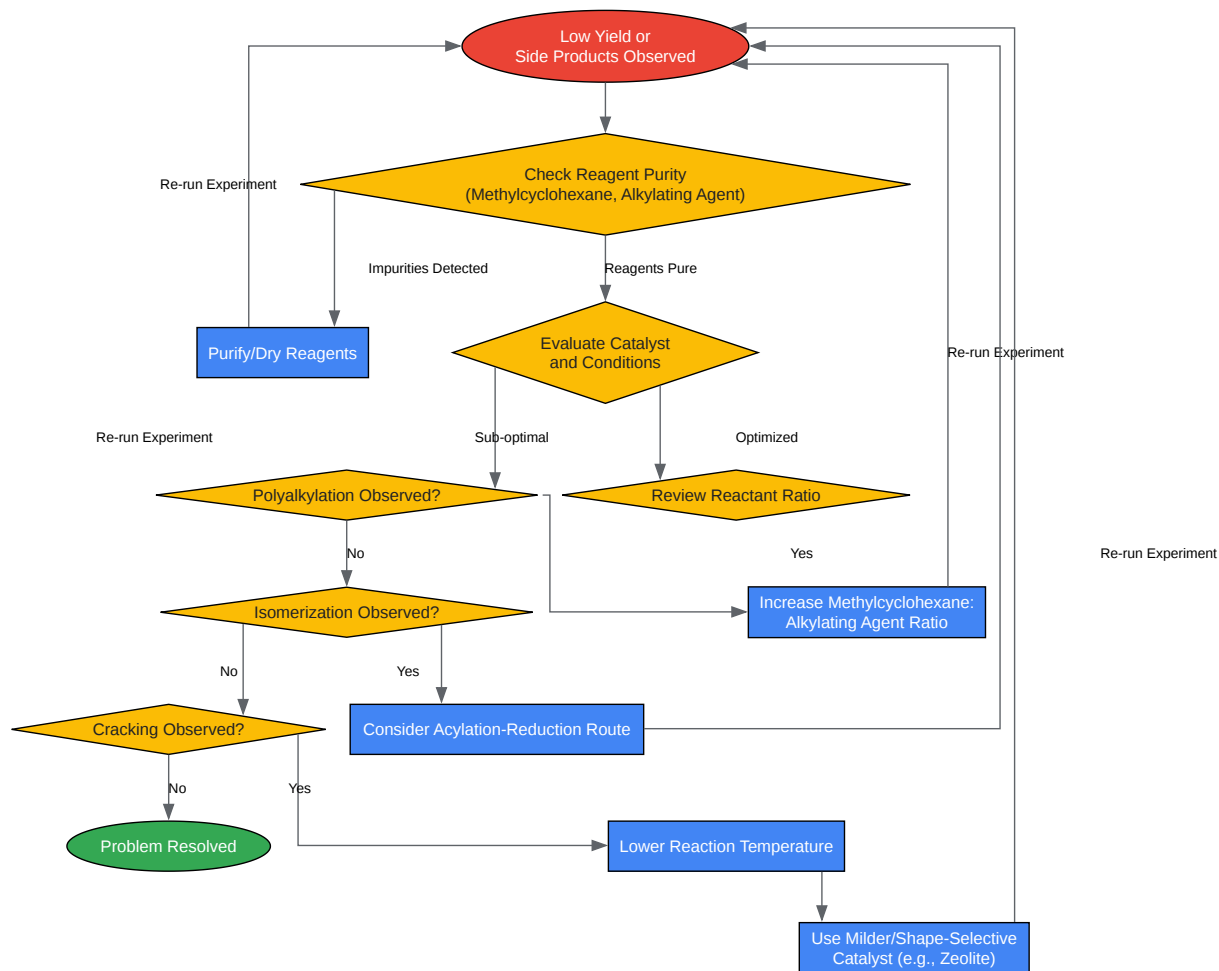 Low Yield or
Side Products Observed
Check Reagent Purity
(Methylcyclohexane, Alkylating Agent)
Re-run Experiment
Impurities Detected
Reagents Pure
Purify/Dry Reagents
Evaluate Catalyst
and Conditions
Re-run Experiment
Re-run Experiment
Sub-optimal
Optimized
Polyalkylation Observed?
Review Reactant Ratio
No
Yes
Re-run Experiment
Isomerization Observed?
Increase Methylcyclohexane:
Alkylating Agent Ratio
No
Yes
Cracking Observed?
Consider Acylation-Reduction Route
No
Yes
Problem Resolved
Lower Reaction Temperature
Use Milder/Shape-Selective
Catalyst (e.g., Zeolite)